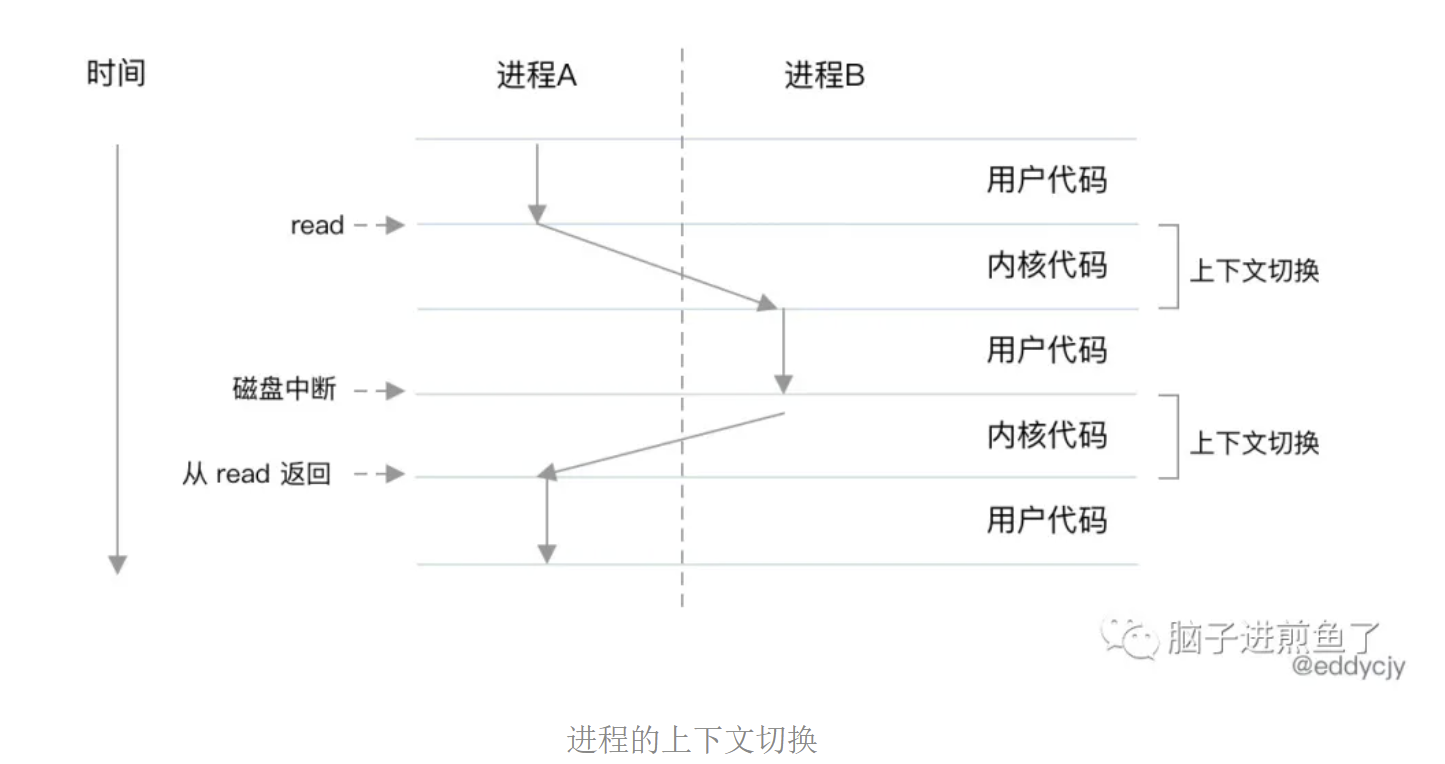 时间
进程A
进程B
用户代码
read
内核代码
上下文切换
用户代码
磁盘中断
内核代码
上下文切换
从 read 返回
用户代码
脑子进煎鱼了
@eddycjy
进程的上下文切换